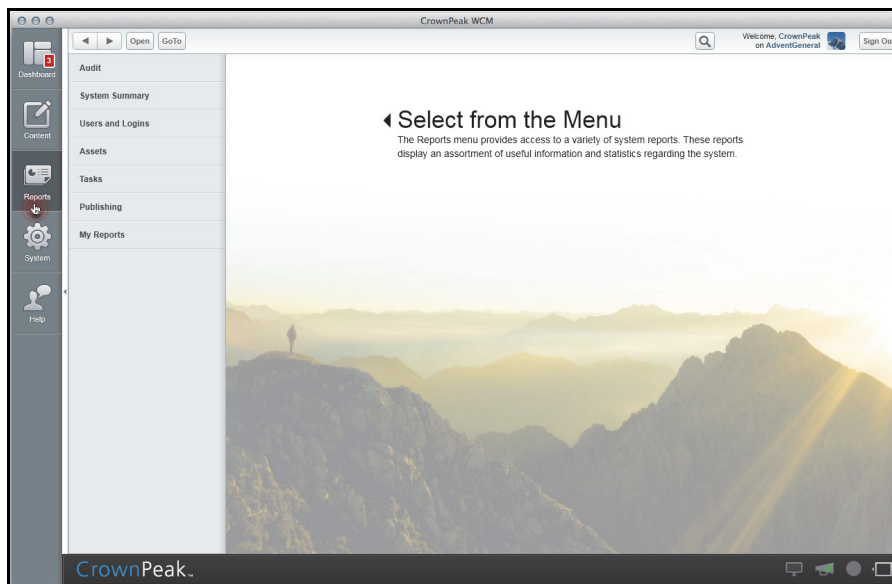 CrownPeak WCM
Open GoTo
Welcome, CrownPeak
on AdventGeneral
Sign Ou
3
Dashboard
Content
Reports
System
Help
Audit
System Summary
Users and Logins
Assets
Tasks
Publishing
My Reports
Select from the Menu
The Reports menu provides access to a variety of system reports. These reports
display an assortment of useful information and statistics regarding the system.
CrownPeak